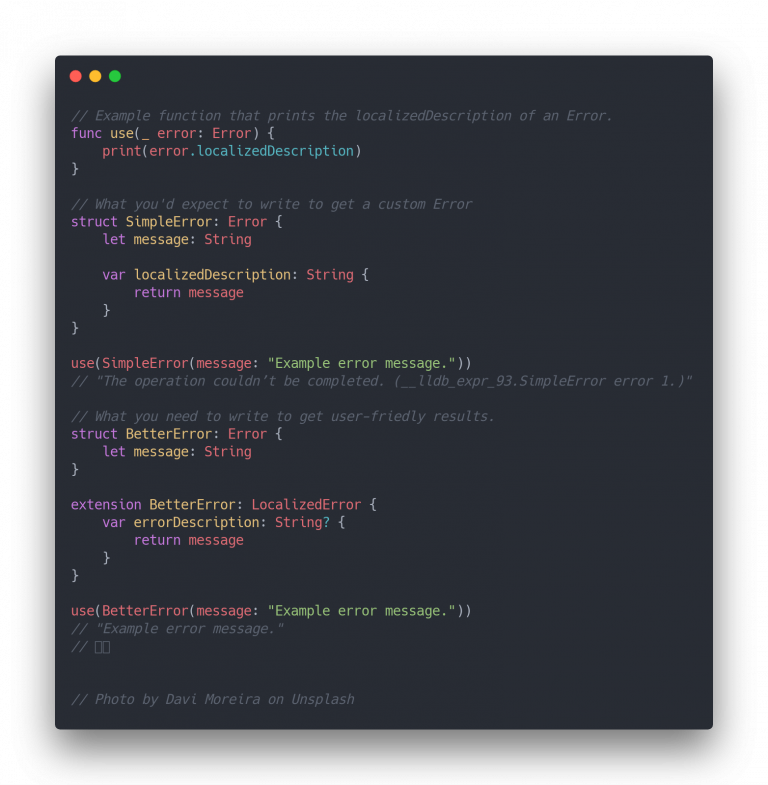 // Example function that prints the localizedDescription of an Error.
func use(_ error: Error) {
    print(error.localizedDescription)
}
// What you'd expect to write to get a custom Error
struct SimpleError: Error {
    let message: String
    var localizedDescription: String {
        return message
    }
}
use(SimpleError(message: "Example error message."))
// "The operation couldn’t be completed. (__lldb_expr_93.SimpleError error 1.)"
// What you need to write to get user-friedly results.
struct BetterError: Error {
    let message: String
}
extension BetterError: LocalizedError {
    var errorDescription: String? {
        return message
    }
}
use(BetterError(message: "Example error message."))
// "Example error message."
// 
// Photo by Davi Moreira on Unsplash